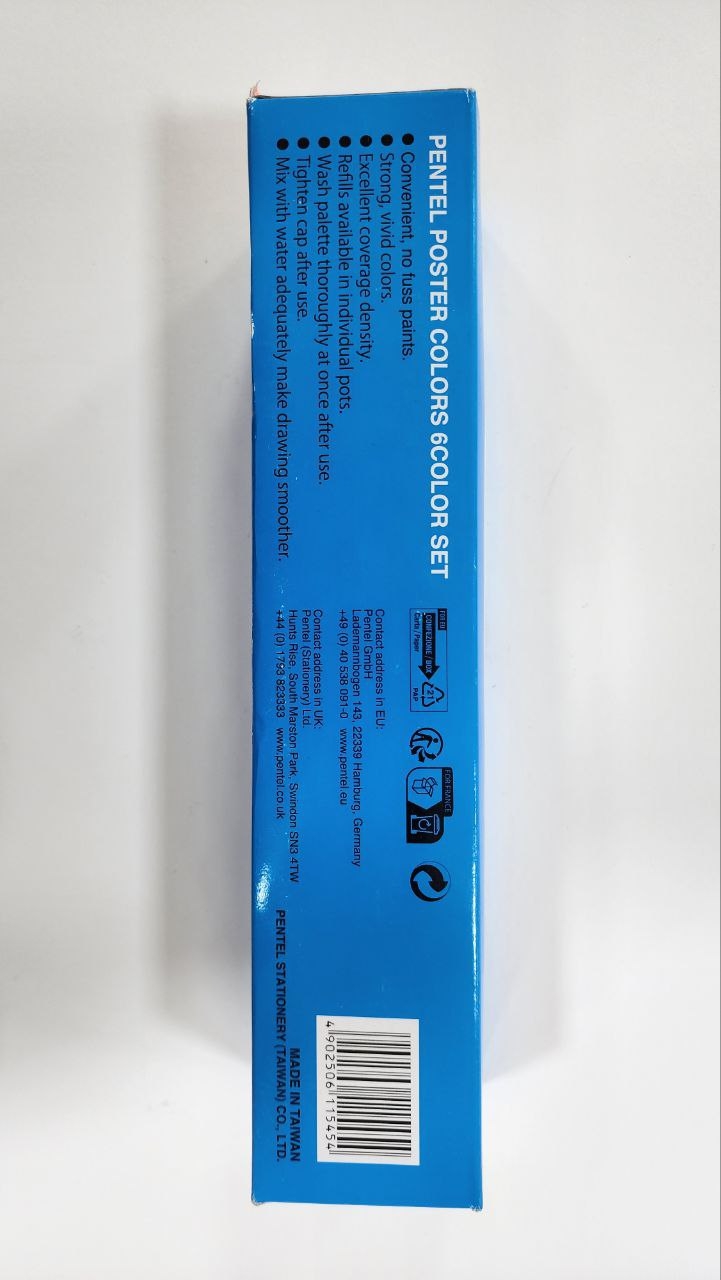 PENTEL POSTER COLORS 6COLOR SET
● Convenient, no fuss paints.
● Strong, vivid colors.
● Excellent coverage density.
● Refills available in individual pots.
● Wash palette thoroughly at once after use.
● Tighten cap after use.
● Mix with water adequately make drawing smoother.
FOR EU
CONFEZIONE / BOX
Carta / Paper
21
PAP
FOR FRANCE
Contact address in EU:
Pentel GmbH
Lademannbogen 143, 22339 Hamburg, Germany
+49 (0) 40 538 091-0 www.pentel.eu
Contact address in UK:
Pentel (Stationery) Ltd.
Hunts Rise, South Marston Park, Swindon SN3 4TW
+44 (0) 1793 823333 www.pentel.co.uk
4 902506 115454
MADE IN TAIWAN
PENTEL STATIONERY (TAIWAN) CO., LTD.